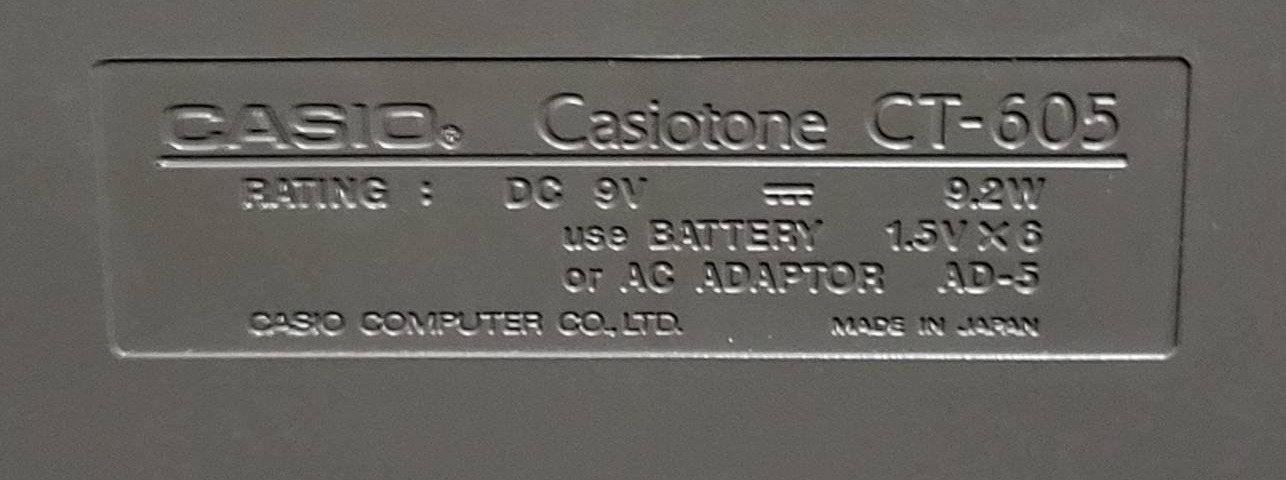 CASIO® Casiotone CT-605
RATING : DC 9V ⎓ 9.2W
use BATTERY 1.5V×6
or AC ADAPTOR AD-5
CASIO COMPUTER CO., LTD. MADE IN JAPAN